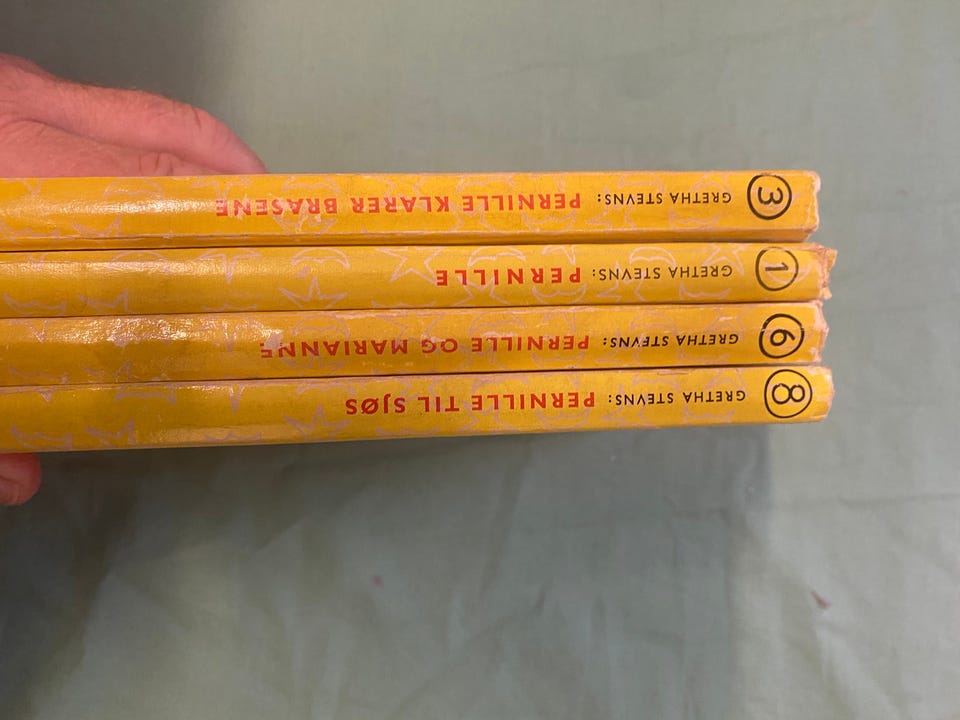 3 GRETHA STEVNS: PERNILLE KLARER BRASENE
1 GRETHA STEVNS: PERNILLE
6 GRETHA STEVNS: PERNILLE OG MARIANNE
8 GRETHA STEVNS: PERNILLE TIL SJØS